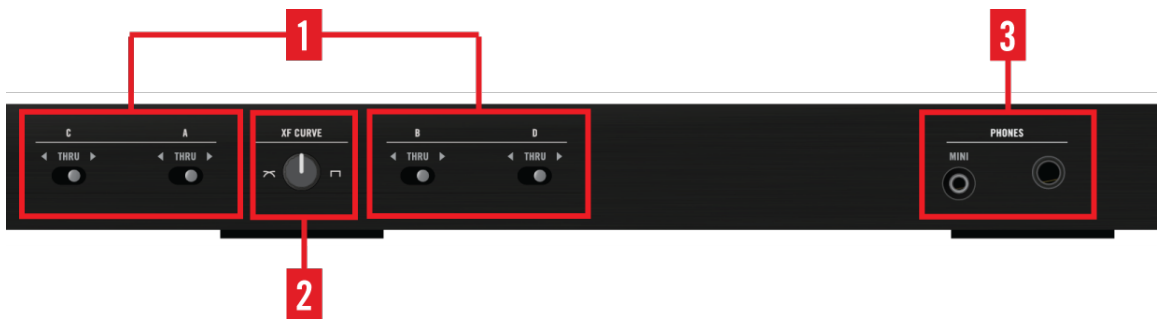 1
3
C A XF CURVE B D PHONES
◀ THRU ▶ ◀ THRU ▶ ◀ THRU ▶ ◀ THRU ▶ MINI
2